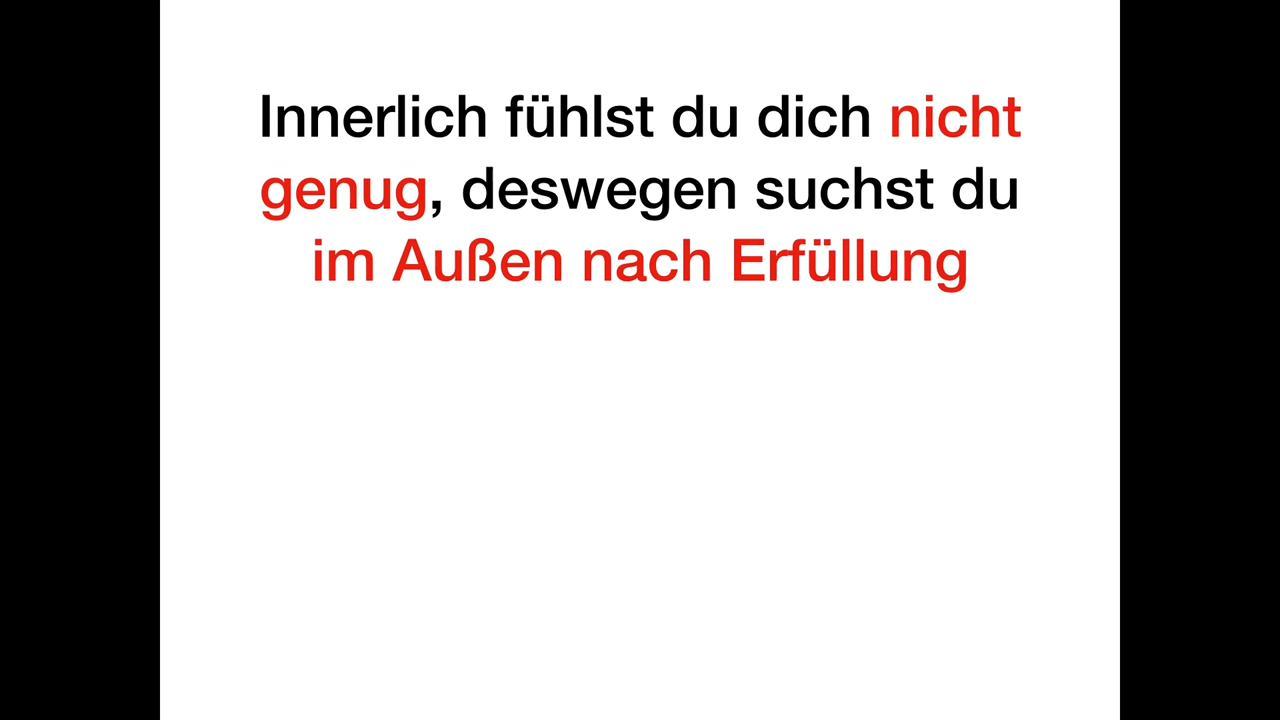 Innerlich fühlst du dich nicht
genug, deswegen suchst du
im Außen nach Erfüllung